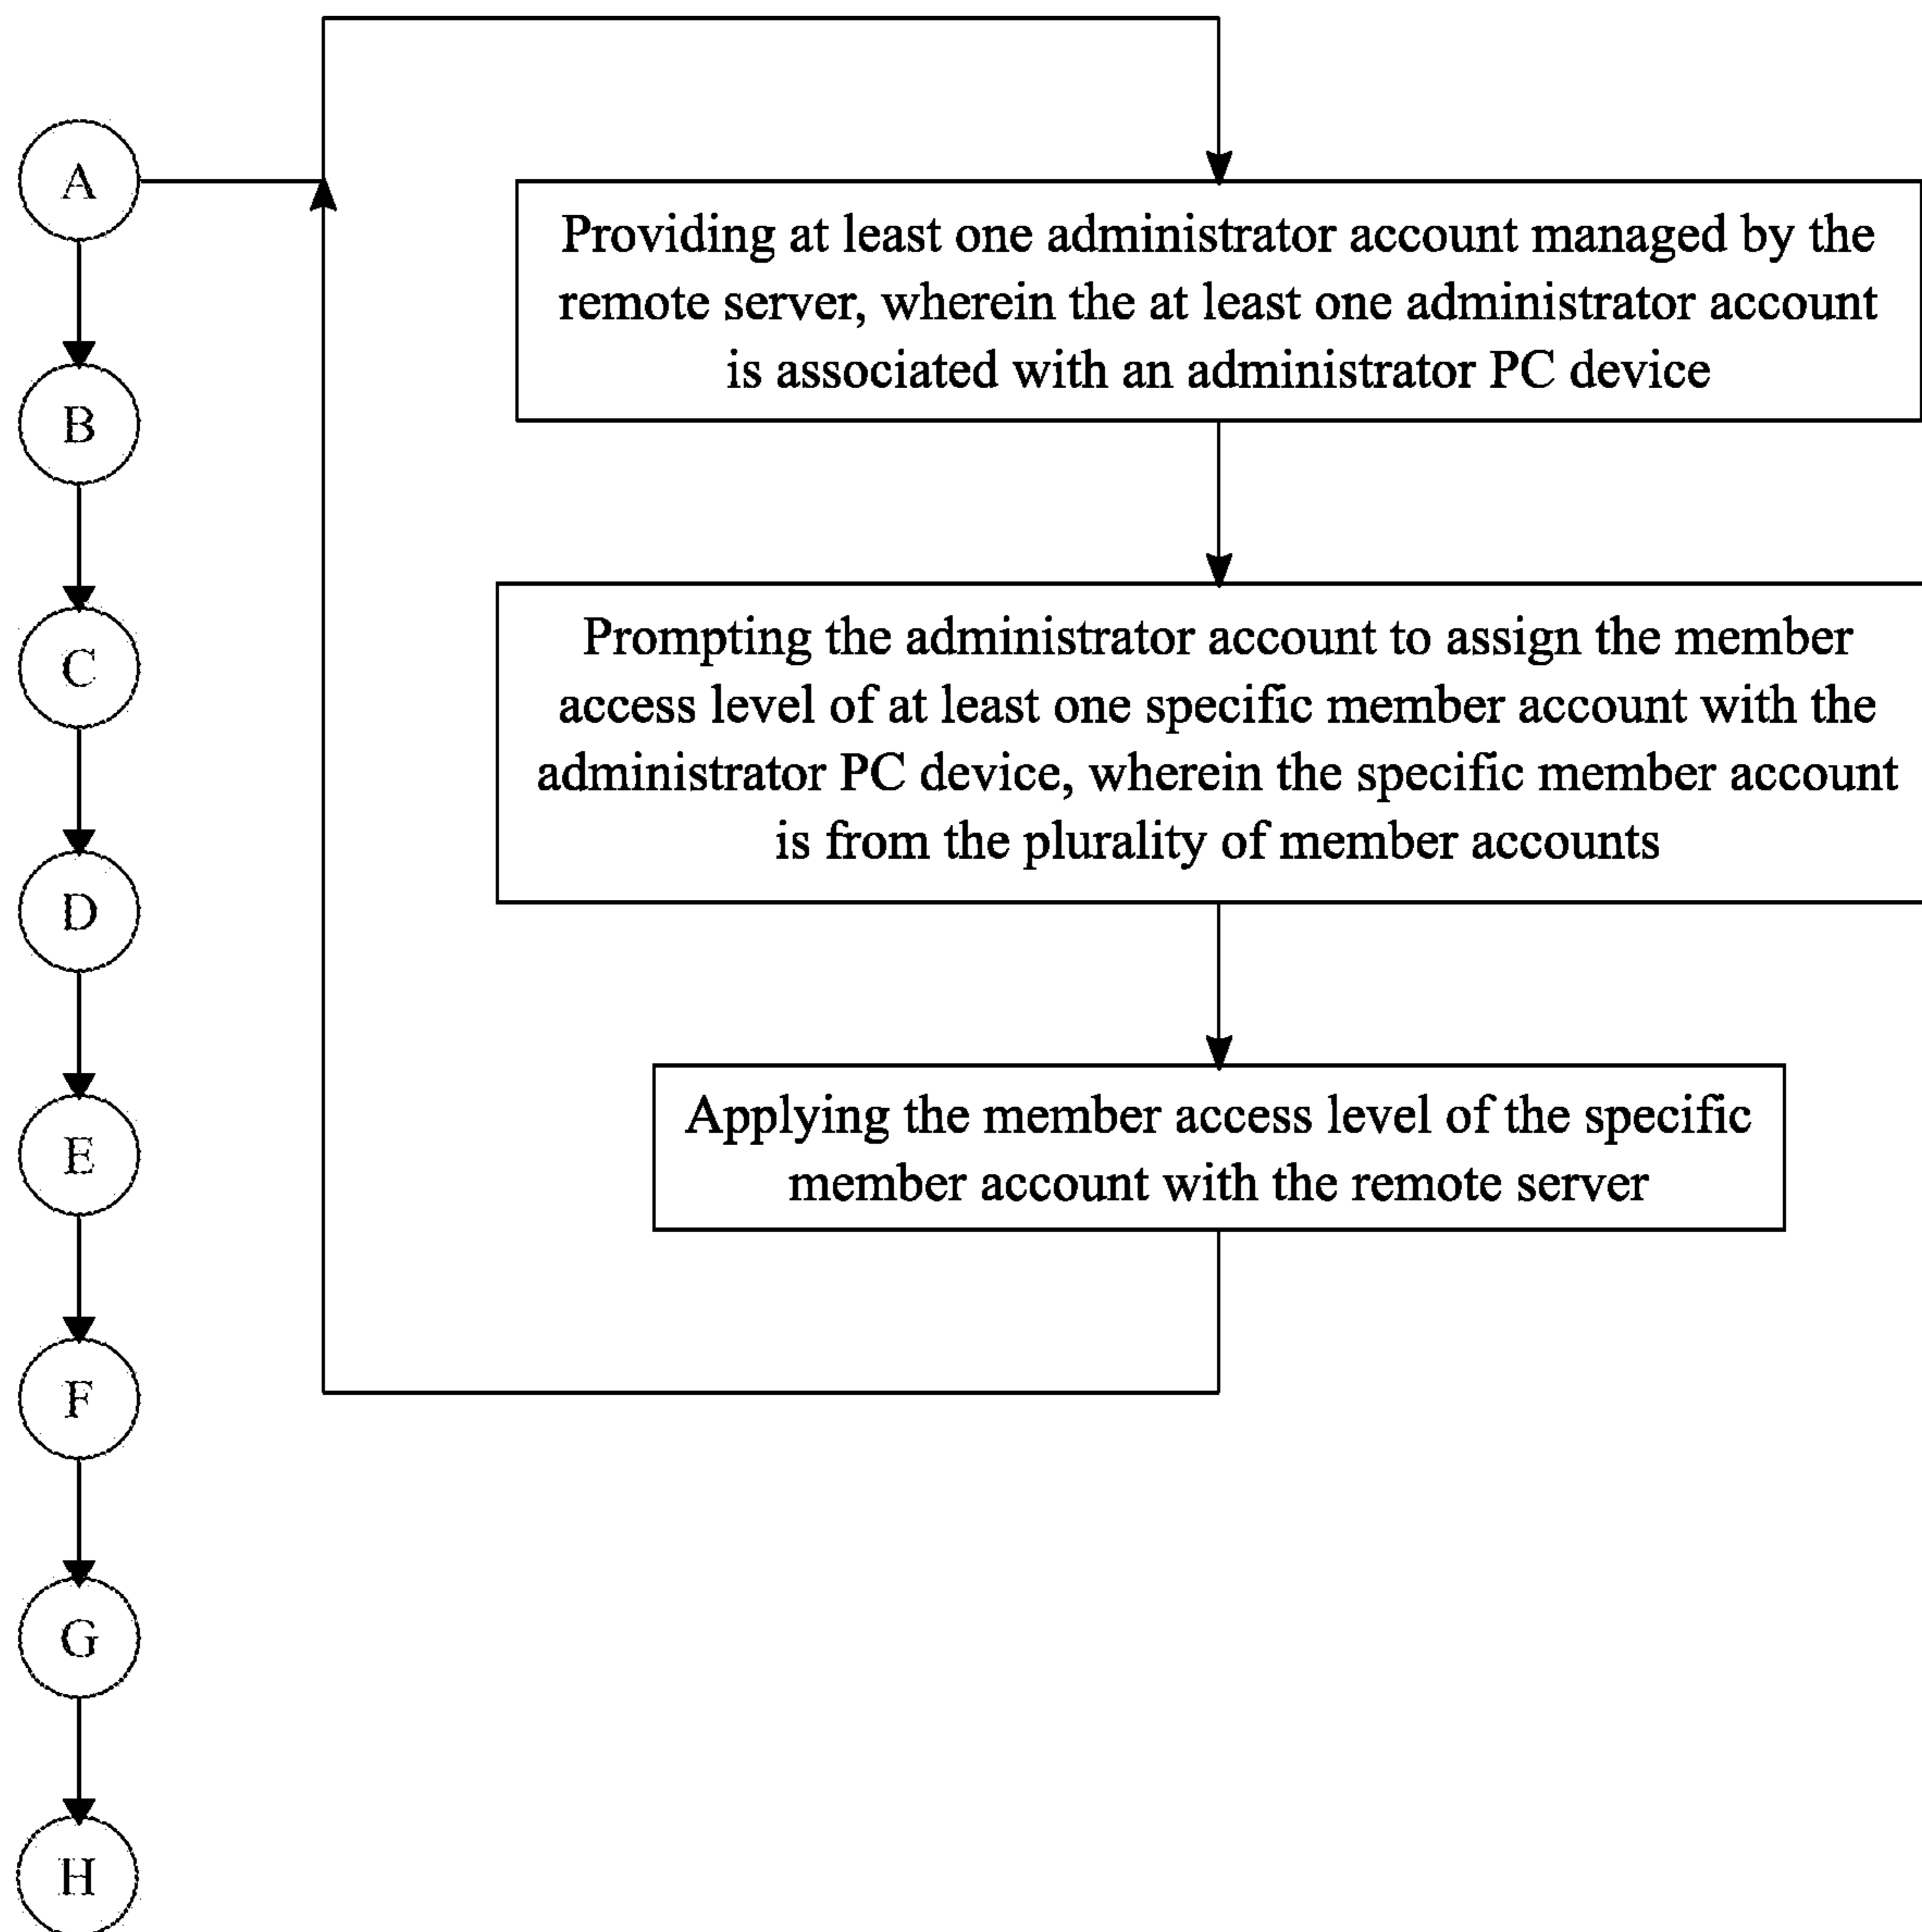 A
B
C
D
E
F
G
H
Providing at least one administrator account managed by the
remote server, wherein the at least one administrator account
is associated with an administrator PC device
Prompting the administrator account to assign the member
access level of at least one specific member account with the
administrator PC device, wherein the specific member account
is from the plurality of member accounts
Applying the member access level of the specific
member account with the remote server